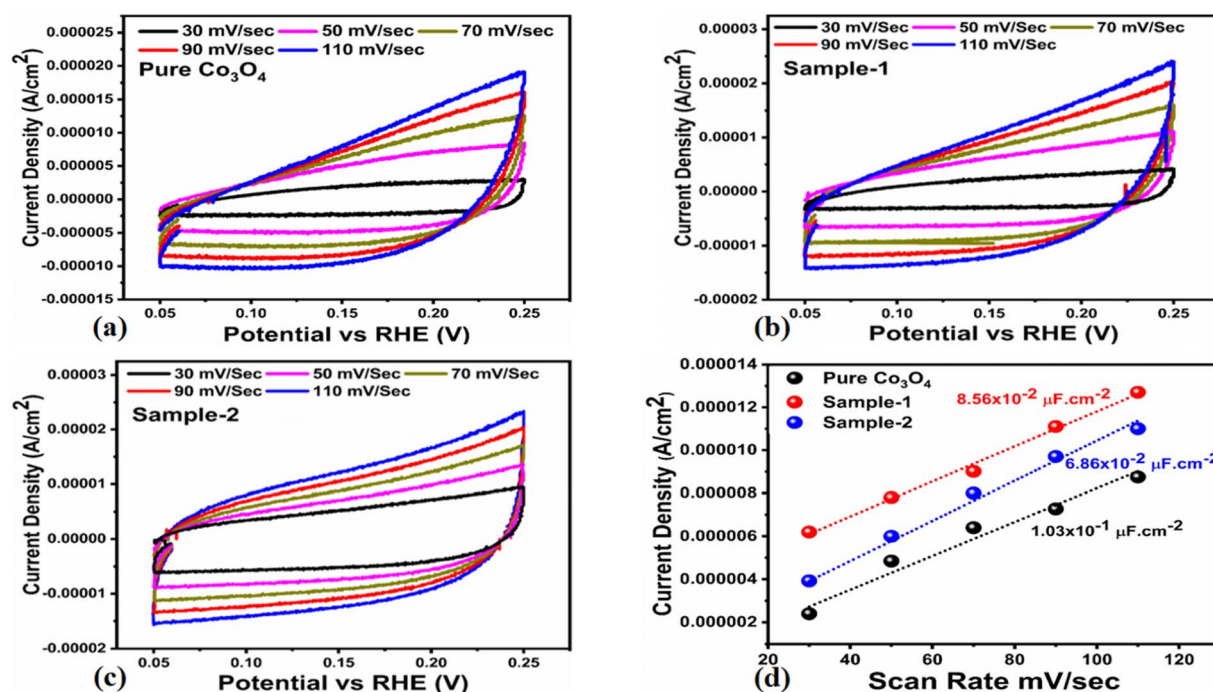 30 mV/Sec 50 mV/sec 70 mV/sec
90 mV/sec 110 mV/sec
Pure Co₃O₄
Current Density (A/cm²)
0.000025
0.000020
0.000015
0.000010
0.000005
0.000000
-0.000005
-0.000010
-0.000015
0.05 0.10 0.15 0.20 0.25
(a) Potential vs RHE (V)
30 mV/Sec 50 mV/Sec 70 mV/Sec
90 mV/Sec 110 mV/Sec
Sample-1
Current Density (A/cm²)
0.00003
0.00002
0.00001
0.00000
-0.00001
-0.00002
0.05 0.10 0.15 0.20 0.25
(b) Potential vs RHE (V)
30 mV/Sec 50 mV/Sec 70 mV/Sec
90 mV/Sec 110 mV/Sec
Sample-2
Current Density (A/cm²)
0.00003
0.00002
0.00001
0.00000
-0.00001
-0.00002
0.05 0.10 0.15 0.20 0.25
(c) Potential vs RHE (V)
Pure Co₃O₄
Sample-1
Sample-2
8.56x10⁻² µF.cm⁻²
6.86x10⁻² µF.cm⁻²
1.03x10⁻¹ µF.cm⁻²
Current Density (A/cm²)
0.000014
0.000012
0.000010
0.000008
0.000006
0.000004
0.000002
20 40 60 80 100 120
(d) Scan Rate mV/sec